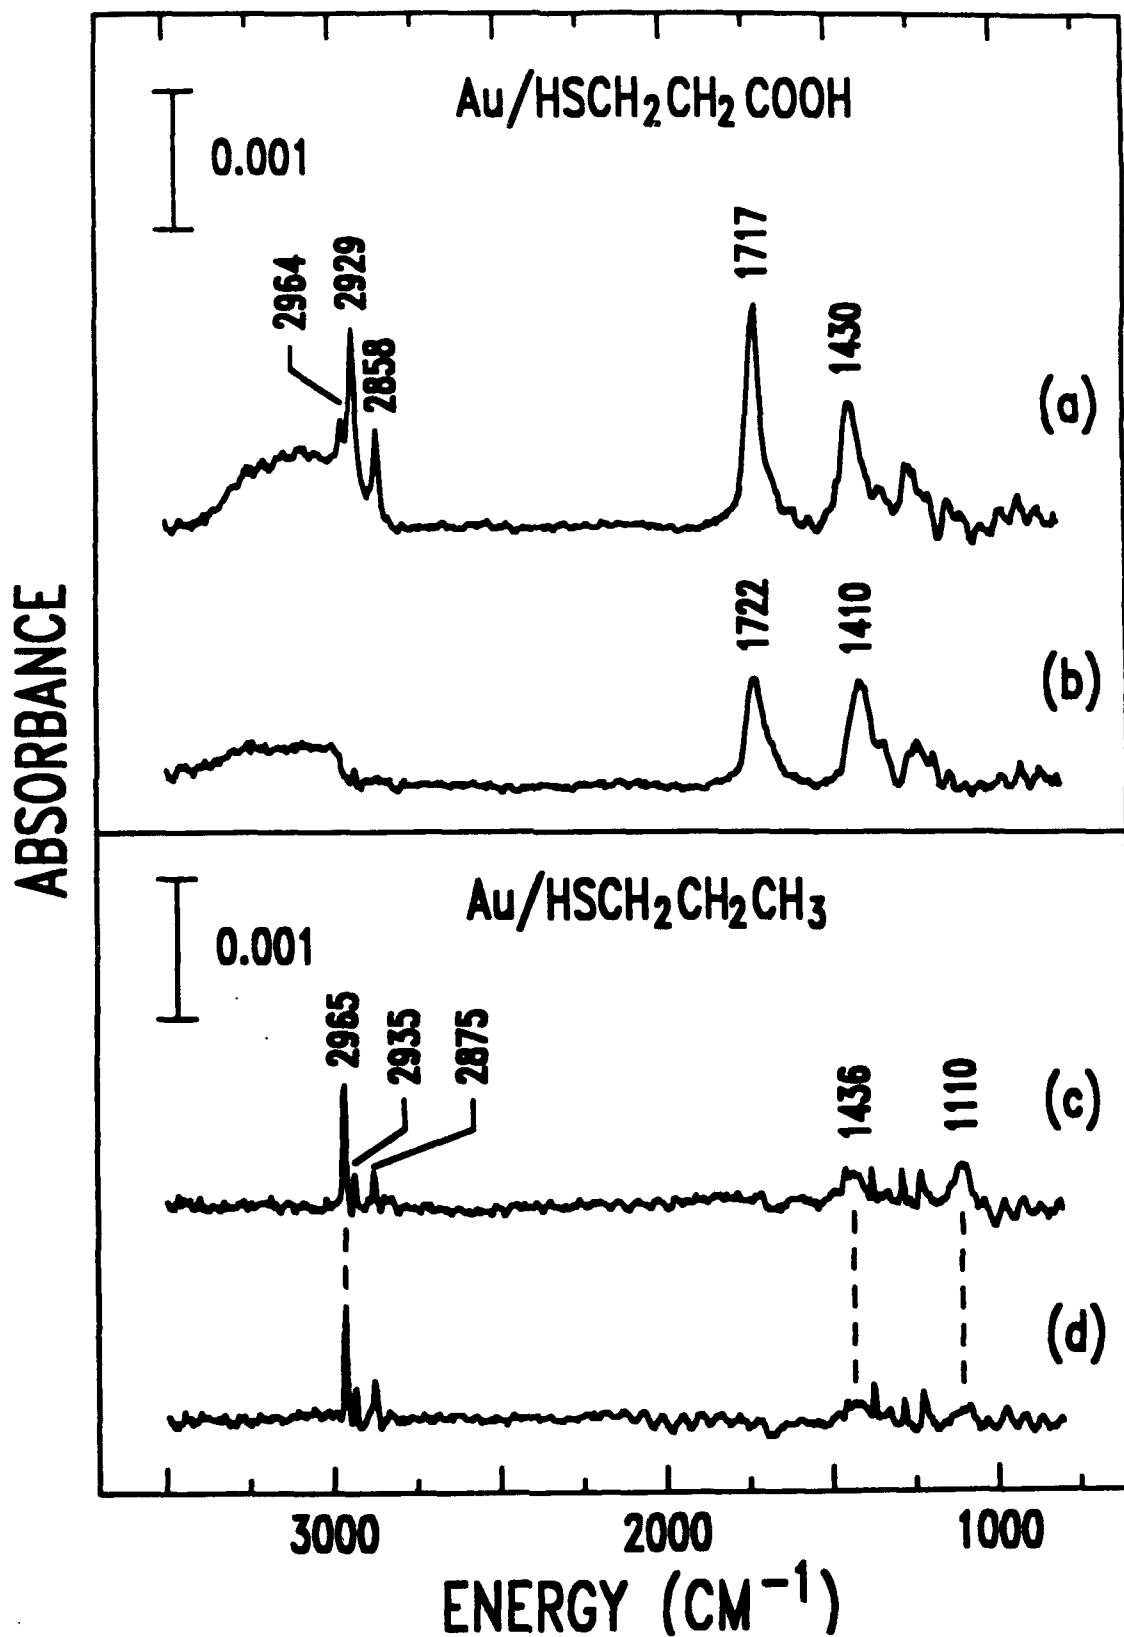 Au/HSCH₂CH₂COOH
0.001
2964
2929
2858
1717
1430
(a)
1722
1410
(b)
ABSORBANCE
Au/HSCH₂CH₂CH₃
0.001
2965
2935
2875
1436
1110
(c)
(d)
3000 2000 1000
ENERGY (CM⁻¹)